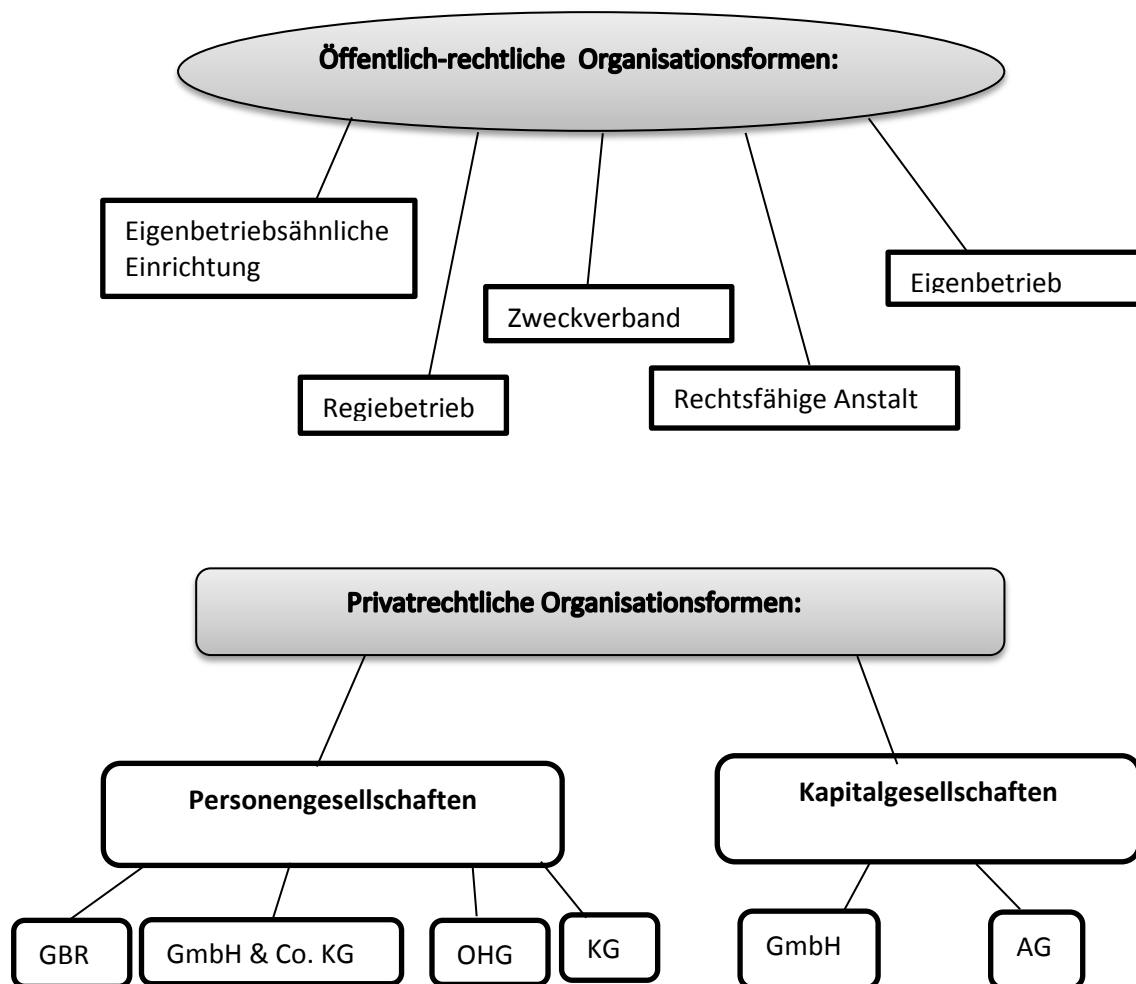 Öffentlich-rechtliche Organisationsformen:
Eigenbetriebsähnliche
Einrichtung
Eigenbetrieb
Zweckverband
Regiebetrieb
Rechtsfähige Anstalt
Privatrechtliche Organisationsformen:
Personengesellschaften
Kapitalgesellschaften
GBR
GmbH & Co. KG
OHG
KG
GmbH
AG